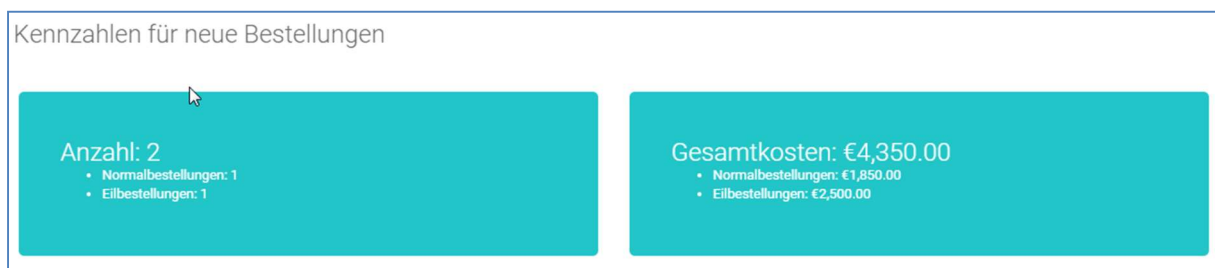 Kennzahlen für neue Bestellungen
Anzahl: 2
• Normalbestellungen: 1
• Eilbestellungen: 1
Gesamtkosten: €4,350.00
• Normalbestellungen: €1,850.00
• Eilbestellungen: €2,500.00